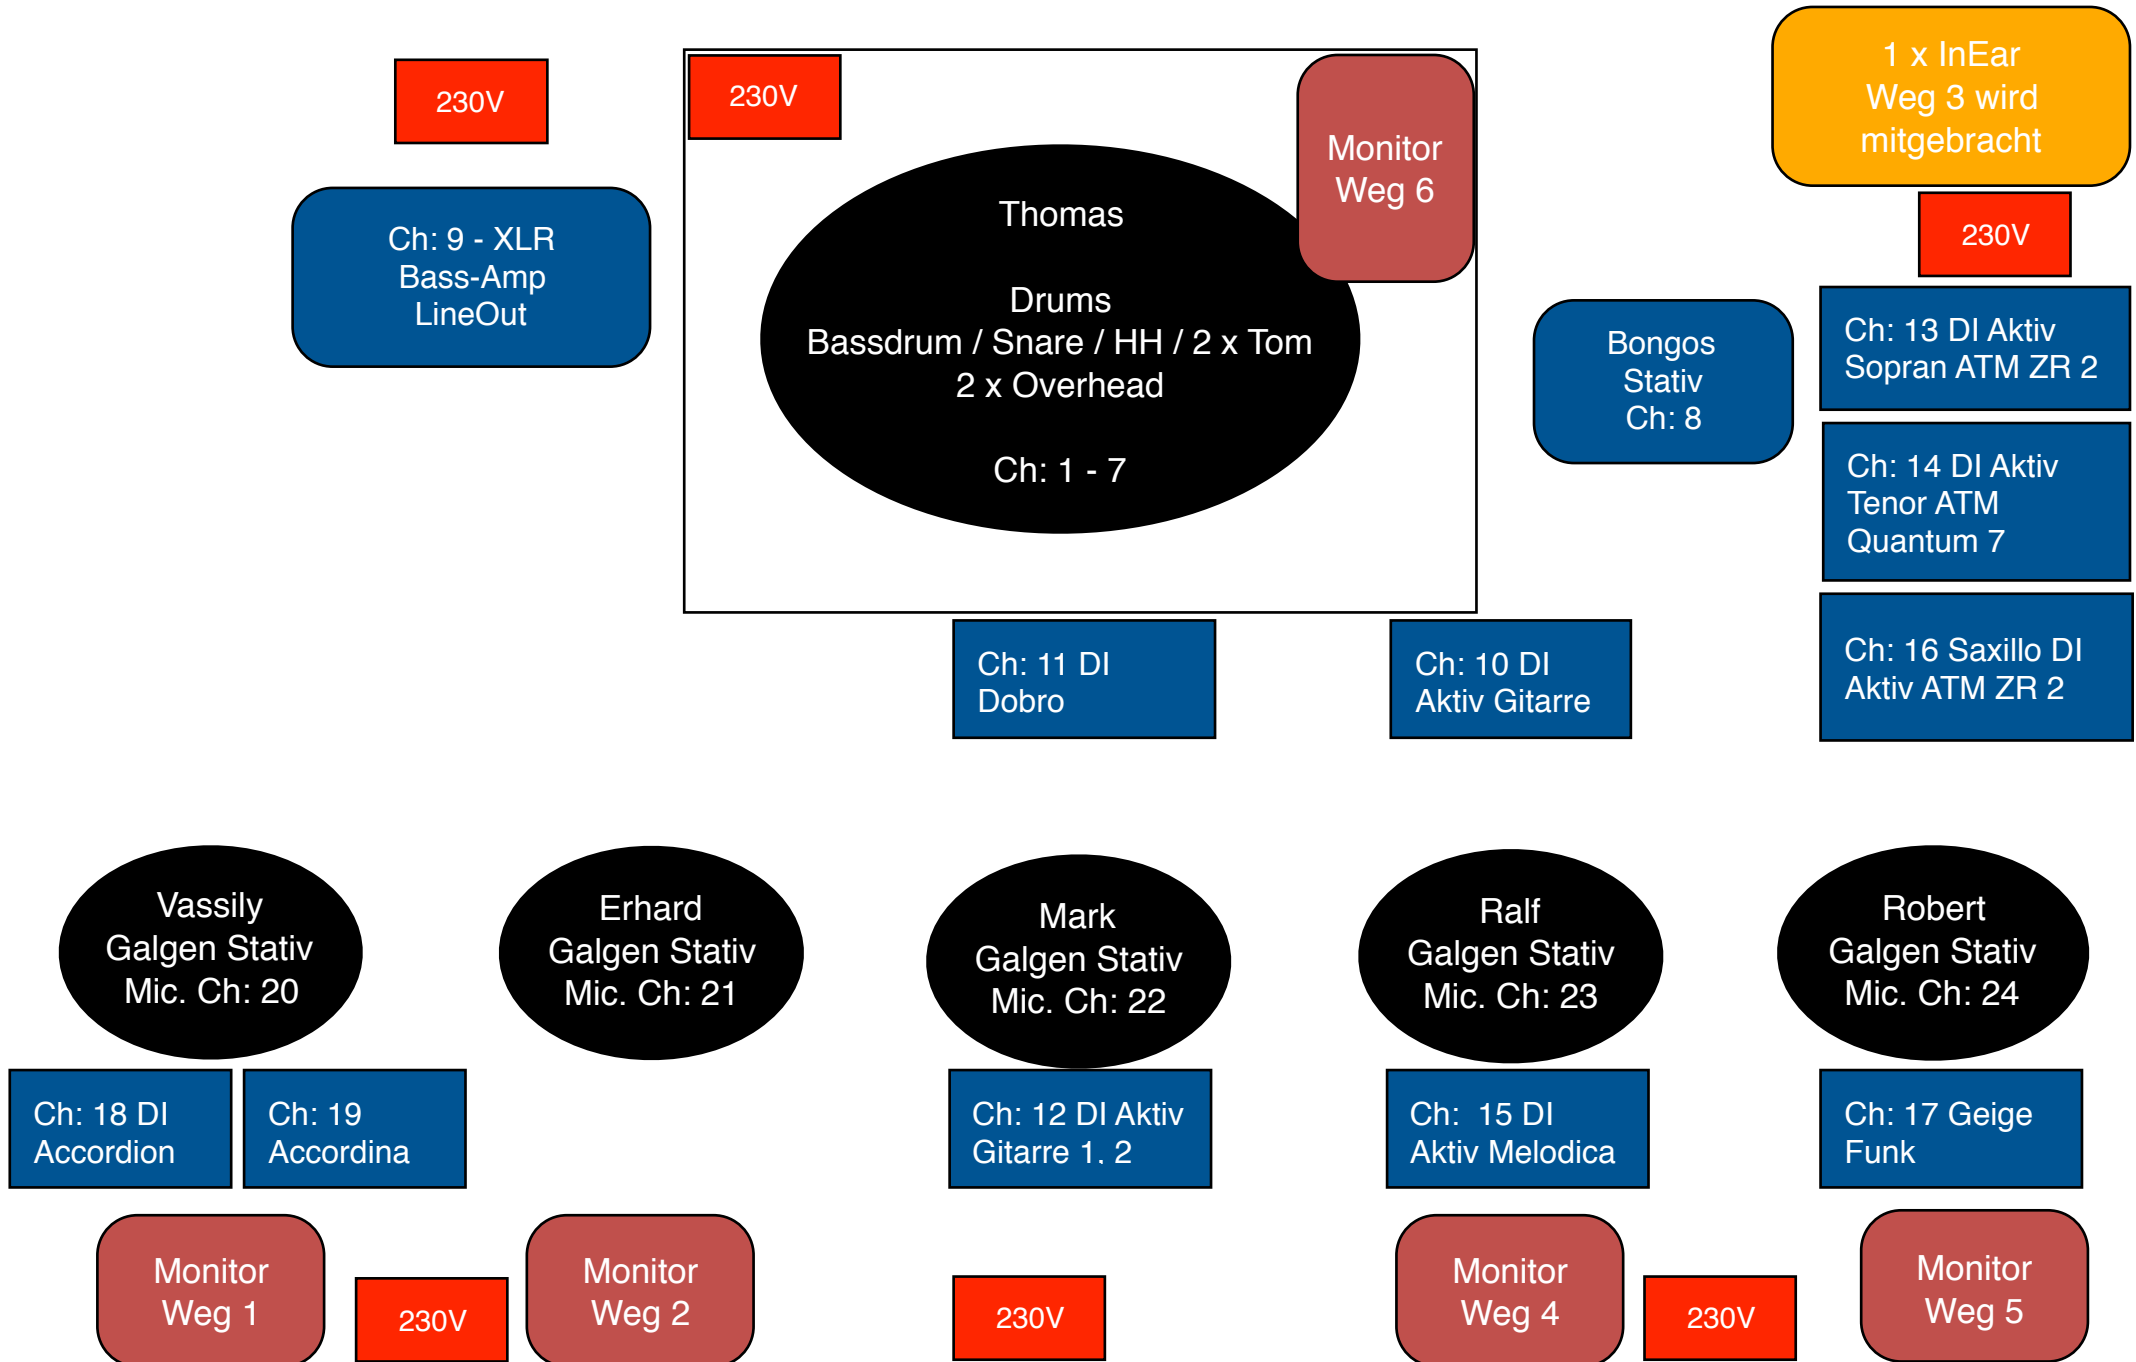 230V
230V
Monitor
Weg 6
1 x InEar
Weg 3 wird
mitgebracht
230V
Ch: 9 - XLR
Bass-Amp
LineOut
Thomas
Drums
Bassdrum / Snare / HH / 2 x Tom
2 x Overhead
Ch: 1 - 7
Bongos
Stativ
Ch: 8
Ch: 13 DI Aktiv
Sopran ATM ZR 2
Ch: 14 DI Aktiv
Tenor ATM
Quantum 7
Ch: 11 DI
Dobro
Ch: 10 DI
Aktiv Gitarre
Ch: 16 Saxillo DI
Aktiv ATM ZR 2
Vassily
Galgen Stativ
Mic. Ch: 20
Erhard
Galgen Stativ
Mic. Ch: 21
Mark
Galgen Stativ
Mic. Ch: 22
Ralf
Galgen Stativ
Mic. Ch: 23
Robert
Galgen Stativ
Mic. Ch: 24
Ch: 18 DI
Accordion
Ch: 19
Accordina
Ch: 12 DI Aktiv
Gitarre 1, 2
Ch: 15 DI
Aktiv Melodica
Ch: 17 Geige
Funk
Monitor
Weg 1
230V
Monitor
Weg 2
230V
Monitor
Weg 4
230V
Monitor
Weg 5